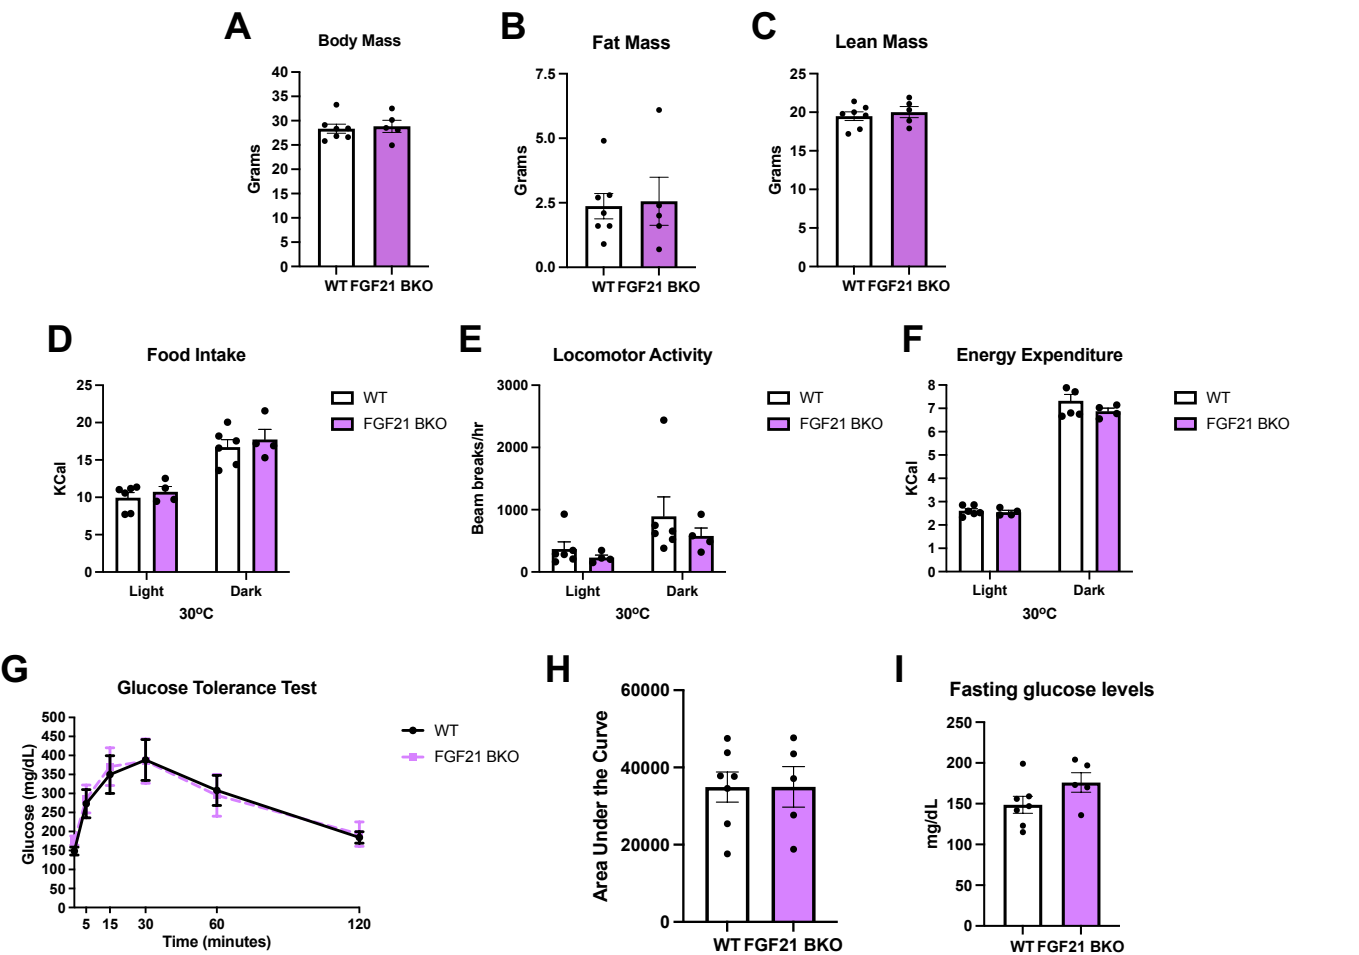 A
Body Mass
Grams
40
35
30
25
20
15
10
5
0
WT FGF21 BKO
B
Fat Mass
Grams
7.5
5.0
2.5
0.0
WT FGF21 BKO
C
Lean Mass
Grams
25
20
15
10
5
0
WT FGF21 BKO
D
Food Intake
KCal
25
20
15
10
5
0
Light Dark
30ºC
WT
FGF21 BKO
E
Locomotor Activity
Beam breaks/hr
3000
2000
1000
0
Light Dark
30ºC
WT
FGF21 BKO
F
Energy Expenditure
KCal
8
7
6
5
4
3
2
1
0
Light Dark
30ºC
WT
FGF21 BKO
G
Glucose Tolerance Test
Glucose (mg/dL)
500
450
400
350
300
250
200
150
100
50
0
5 15 30 60 120
Time (minutes)
WT
FGF21 BKO
H
Area Under the Curve
60000
40000
20000
0
WT FGF21 BKO
I
Fasting glucose levels
mg/dL
250
200
150
100
50
0
WT FGF21 BKO